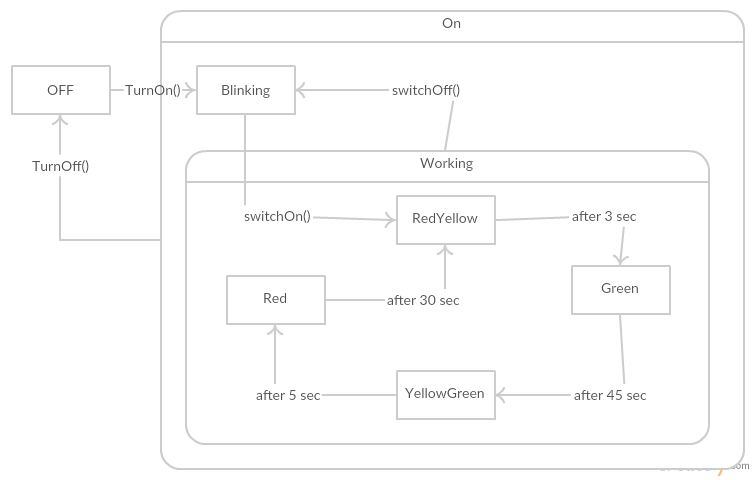 On
OFF
TurnOn()
Blinking
switchOff()
TurnOff()
Working
switchOn()
RedYellow
after 3 sec
Red
after 30 sec
Green
after 5 sec
YellowGreen
after 45 sec